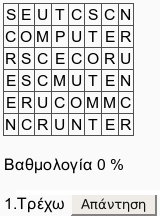 SEUTCSCN
COMPUTER
RSCECORU
ESCMUTEN
ERUCOMMC
NCRUNTER
Βαθμολογία 0 %
1.Τρέχω Απάντηση